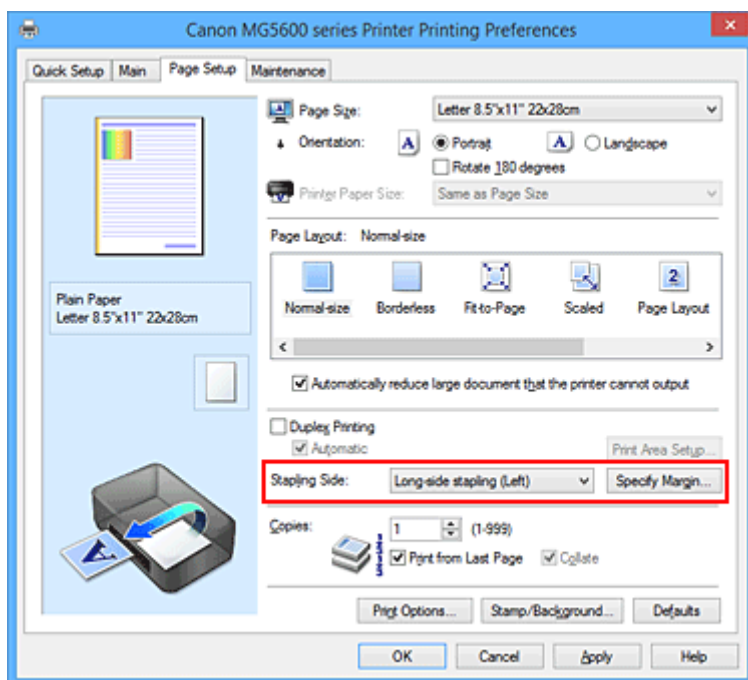 Canon MG5600 series Printer Printing Preferences
Quick Setup Main Page Setup Maintenance
Page Size: Letter 8.5"x11" 22x28cm
Orientation: A Portrait A Landscape
Rotate 180 degrees
Printer Paper Size: Same as Page Size
Page Layout: Normal-size
2
Normal-size Borderless Fit-to-Page Scaled Page Layout
Plain Paper
Letter 8.5"x11" 22x28cm
Automatically reduce large document that the printer cannot output
Duplex Printing
Automatic
Print Area Setup...
Stapling Side: Long-side stapling (Left) Specify Margin...
Copies: 1 (1-999)
Print from Last Page Collate
A
Print Options... Stamp/Background... Defaults
OK Cancel Apply Help